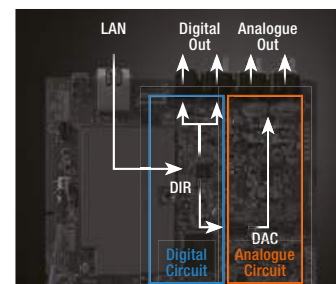 LAN
Digital
Out
Analogue
Out
DIR
DAC
Digital
Circuit
Analogue
Circuit